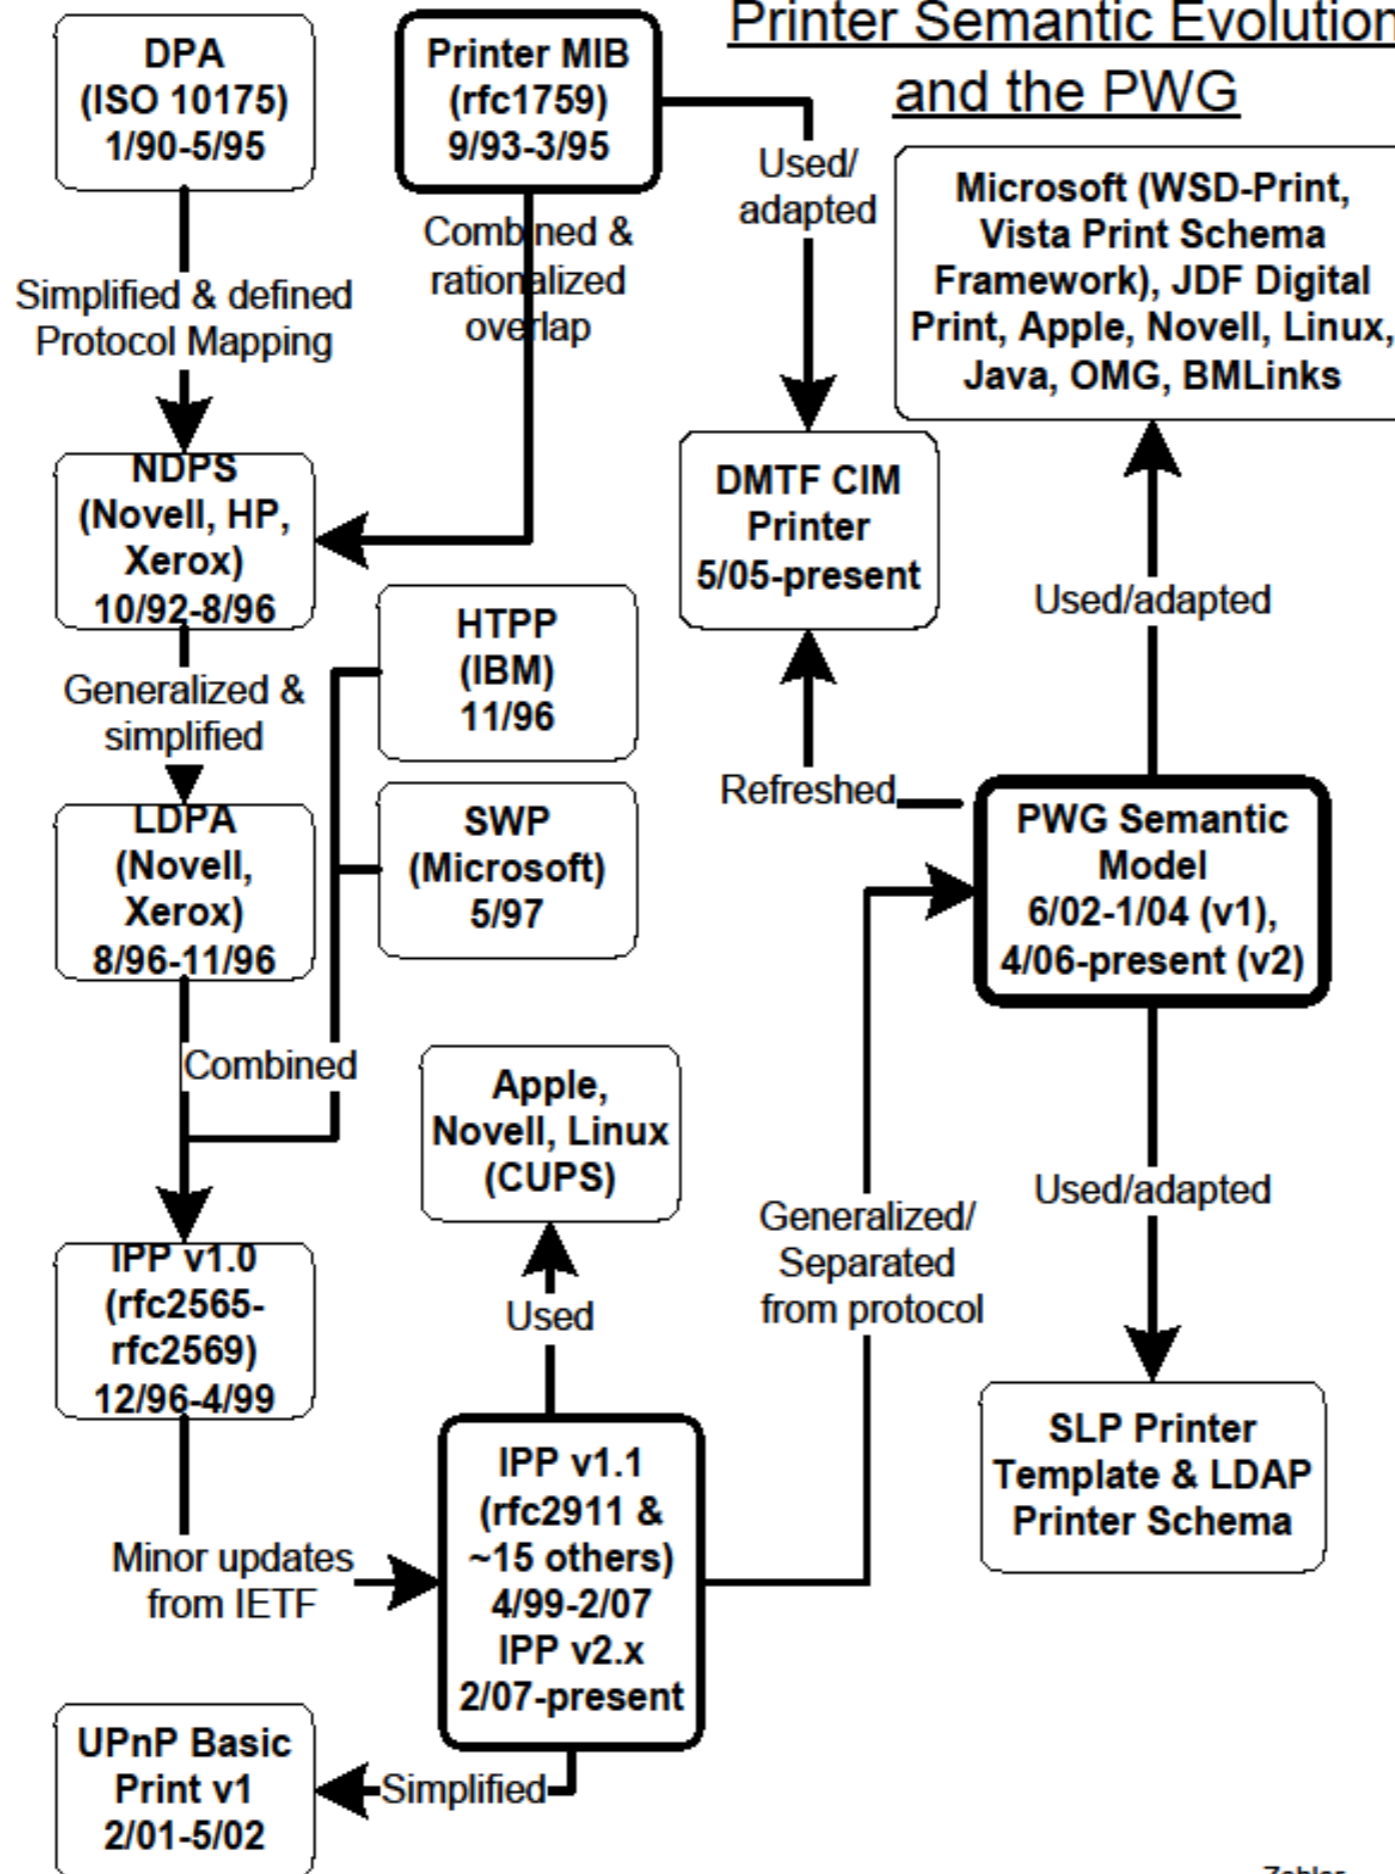 Printer Semantic Evolution
and the PWG
DPA
(ISO 10175)
1/90-5/95
Printer MIB
(rfc1759)
9/93-3/95
Used/
adapted
Microsoft (WSD-Print,
Vista Print Schema
Framework), JDF Digital
Print, Apple, Novell, Linux,
Java, OMG, BMLinks
Simplified & defined
Protocol Mapping
Combined &
rationalized
overlap
NDPS
(Novell, HP,
Xerox)
10/92-8/96
DMTF CIM
Printer
5/05-present
Used/adapted
HTPP
(IBM)
11/96
Generalized &
simplified
SWP
(Microsoft)
5/97
Refreshed
LDPA
(Novell,
Xerox)
8/96-11/96
PWG Semantic
Model
6/02-1/04 (v1),
4/06-present (v2)
Combined
Apple,
Novell, Linux
(CUPS)
Used/adapted
Generalized/
Separated
from protocol
IPP v1.0
(rfc2565-
rfc2569)
12/96-4/99
Used
SLP Printer
Template & LDAP
Printer Schema
Minor updates
from IETF
IPP v1.1
(rfc2911 &
~15 others)
4/99-2/07
IPP v2.x
2/07-present
UPnP Basic
Print v1
2/01-5/02
Simplified